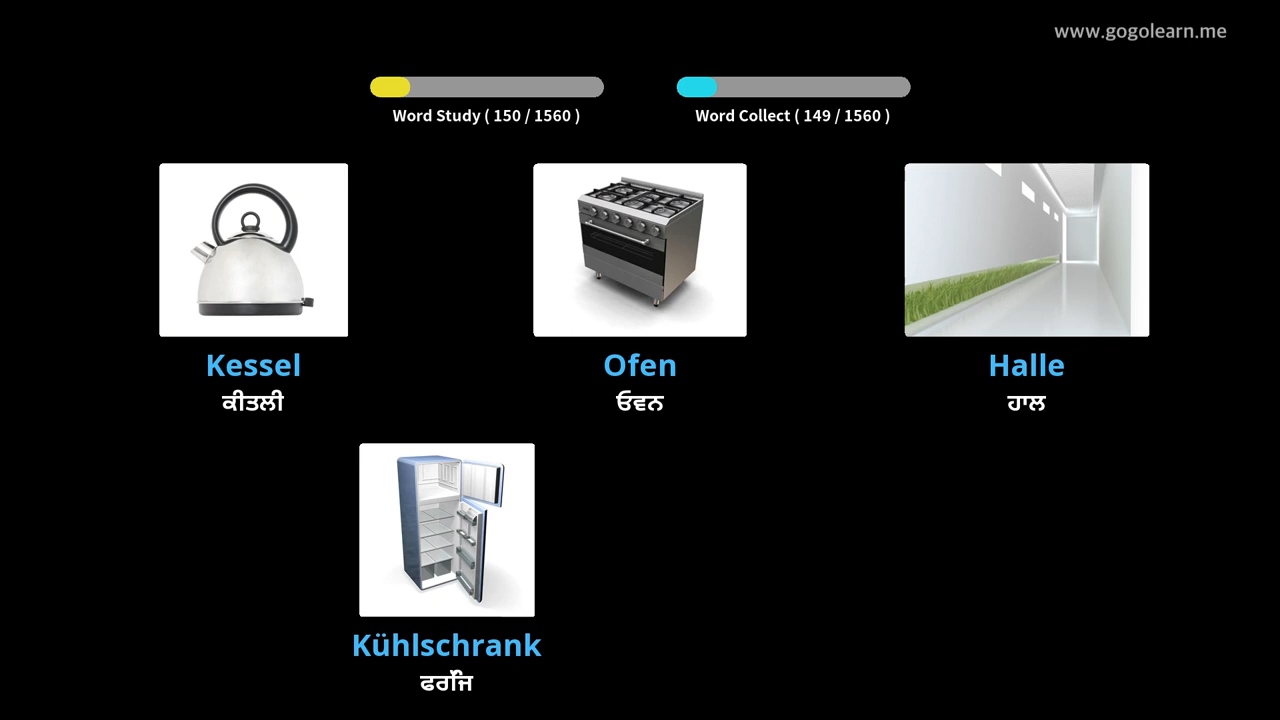 www.gogolearn.me
Word Study ( 150 / 1560 )
Word Collect ( 149 / 1560 )
Kessel
ਕੀਤਲੀ
Ofen
ਓਵਨ
Halle
ਹਾਲ
Kühlschrank
ਫਰੱੀਜ